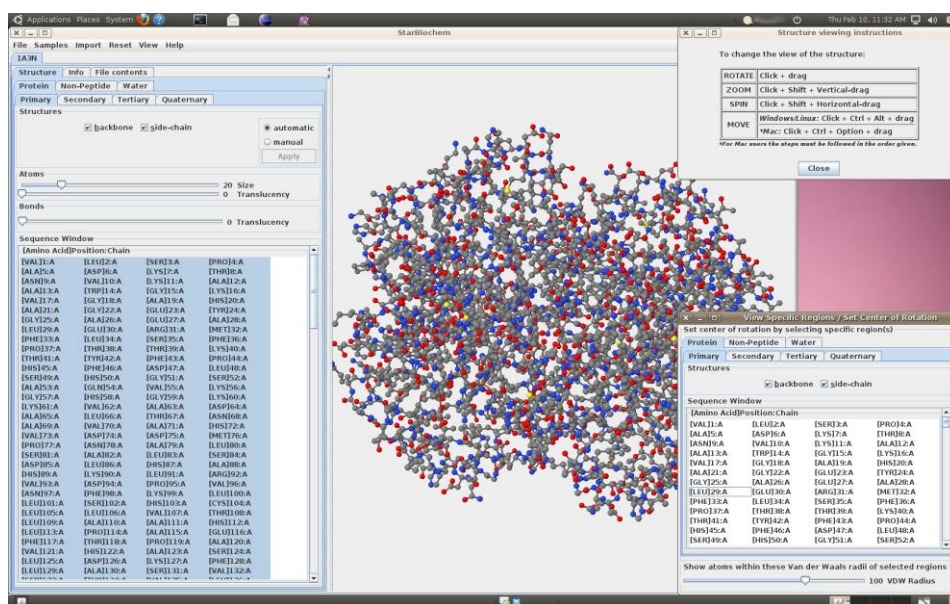 Applications Places System
Thu Feb 10, 11:32 AM
StarBiochem
File Samples Import Reset View Help
1A3N
Structure Info File contents
Protein Non-Peptide Water
Primary Secondary Tertiary Quaternary
Structures
backbone side-chain
automatic
manual
Apply
Atoms
20 Size
0 Translucency
Bonds
0 Translucency
Sequence Window
[Amino Acid]Position:Chain
[VAL]1:A [LEU]2:A [SER]3:A [PRO]4:A
[ALA]5:A [ASP]6:A [LYS]7:A [THR]8:A
[ASN]9:A [VAL]10:A [LYS]11:A [ALA]12:A
[ALA]13:A [TRP]14:A [GLY]15:A [LYS]16:A
[VAL]17:A [GLY]18:A [ALA]19:A [HIS]20:A
[ALA]21:A [GLY]22:A [GLU]23:A [TYR]24:A
[GLY]25:A [ALA]26:A [GLU]27:A [ALA]28:A
[LEU]29:A [GLU]30:A [ARG]31:A [MET]32:A
[PHE]33:A [LEU]34:A [SER]35:A [PHE]36:A
[PRO]37:A [THR]38:A [LYS]40:A
[THR]41:A [TYR]42:A [PHE]43:A [PRO]44:A
[HIS]45:A [PHE]46:A [ASP]47:A [LEU]48:A
[SER]49:A [HIS]50:A [GLY]51:A [SER]52:A
[ALA]53:A [GLN]54:A [VAL]55:A [LYS]56:A
[GLY]57:A [HIS]58:A [GLY]59:A [LYS]60:A
[LYS]61:A [VAL]62:A [ALA]63:A [ASP]64:A
[ALA]65:A [LEU]66:A [THR]67:A [ASN]68:A
[ALA]69:A [VAL]70:A [ALA]71:A [HIS]72:A
[VAL]73:A [ASP]74:A [ASP]75:A [MET]76:A
[PRO]77:A [ASN]78:A [ALA]79:A [LEU]80:A
[SER]81:A [ALA]82:A [LEU]83:A [SER]84:A
[ASP]85:A [LEU]86:A [HIS]87:A [ALA]88:A
[HIS]89:A [LYS]90:A [LEU]91:A [ARG]92:A
[VAL]93:A [ASP]94:A [PRO]95:A [VAL]96:A
[ASN]97:A [PHE]98:A [LYS]99:A [LEU]100:A
[LEU]101:A [SER]102:A [HIS]103:A [CYS]104:A
[LEU]105:A [LEU]106:A [VAL]107:A [THR]108:A
[LEU]109:A [ALA]110:A [ALA]111:A [HIS]112:A
[LEU]113:A [PRO]114:A [ALA]115:A [GLU]116:A
[PHE]117:A [THR]118:A [PRO]119:A [ALA]120:A
[VAL]121:A [HIS]122:A [ALA]123:A [SER]124:A
[LEU]125:A [ASP]126:A [LYS]127:A [PHE]128:A
[LEU]129:A [ALA]130:A [SER]131:A [VAL]132:A
Structure viewing instructions
To change the view of the structure:
ROTATE Click + drag
ZOOM Click + Shift + Vertical-drag
SPIN Click + Shift + Horizontal-drag
MOVE Windows/Linux: Click + Ctrl + Alt + drag
*Mac: Click + Ctrl + Option + drag
*For Mac users the steps must be followed in the order given.
Close
View Specific Regions / Set Center of Rotation
Set center of rotation by selecting specific region(s)
Protein Non-Peptide Water
Primary Secondary Tertiary Quaternary
Structures
backbone side-chain
Sequence Window
[Amino Acid]Position:Chain
[VAL]1:A [LEU]2:A [SER]3:A [PRO]4:A
[ALA]5:A [ASP]6:A [LYS]7:A [THR]8:A
[ASN]9:A [VAL]10:A [LYS]11:A [ALA]12:A
[ALA]13:A [TRP]14:A [GLY]15:A [LYS]16:A
[VAL]17:A [GLY]18:A [ALA]19:A [HIS]20:A
[ALA]21:A [GLY]22:A [GLU]23:A [TYR]24:A
[GLY]25:A [ALA]26:A [GLU]27:A [ALA]28:A
[LEU]29:A [GLU]30:A [ARG]31:A [MET]32:A
[PHE]33:A [LEU]34:A [SER]35:A [PHE]36:A
[PRO]37:A [THR]38:A [THR]39:A [LYS]40:A
[THR]41:A [TYR]42:A [PHE]43:A [PRO]44:A
[HIS]45:A [PHE]46:A [ASP]47:A [LEU]48:A
[SER]49:A [HIS]50:A [GLY]51:A [SER]52:A
Show atoms within these Van der Waals radii of selected regions
100 VDW Radius